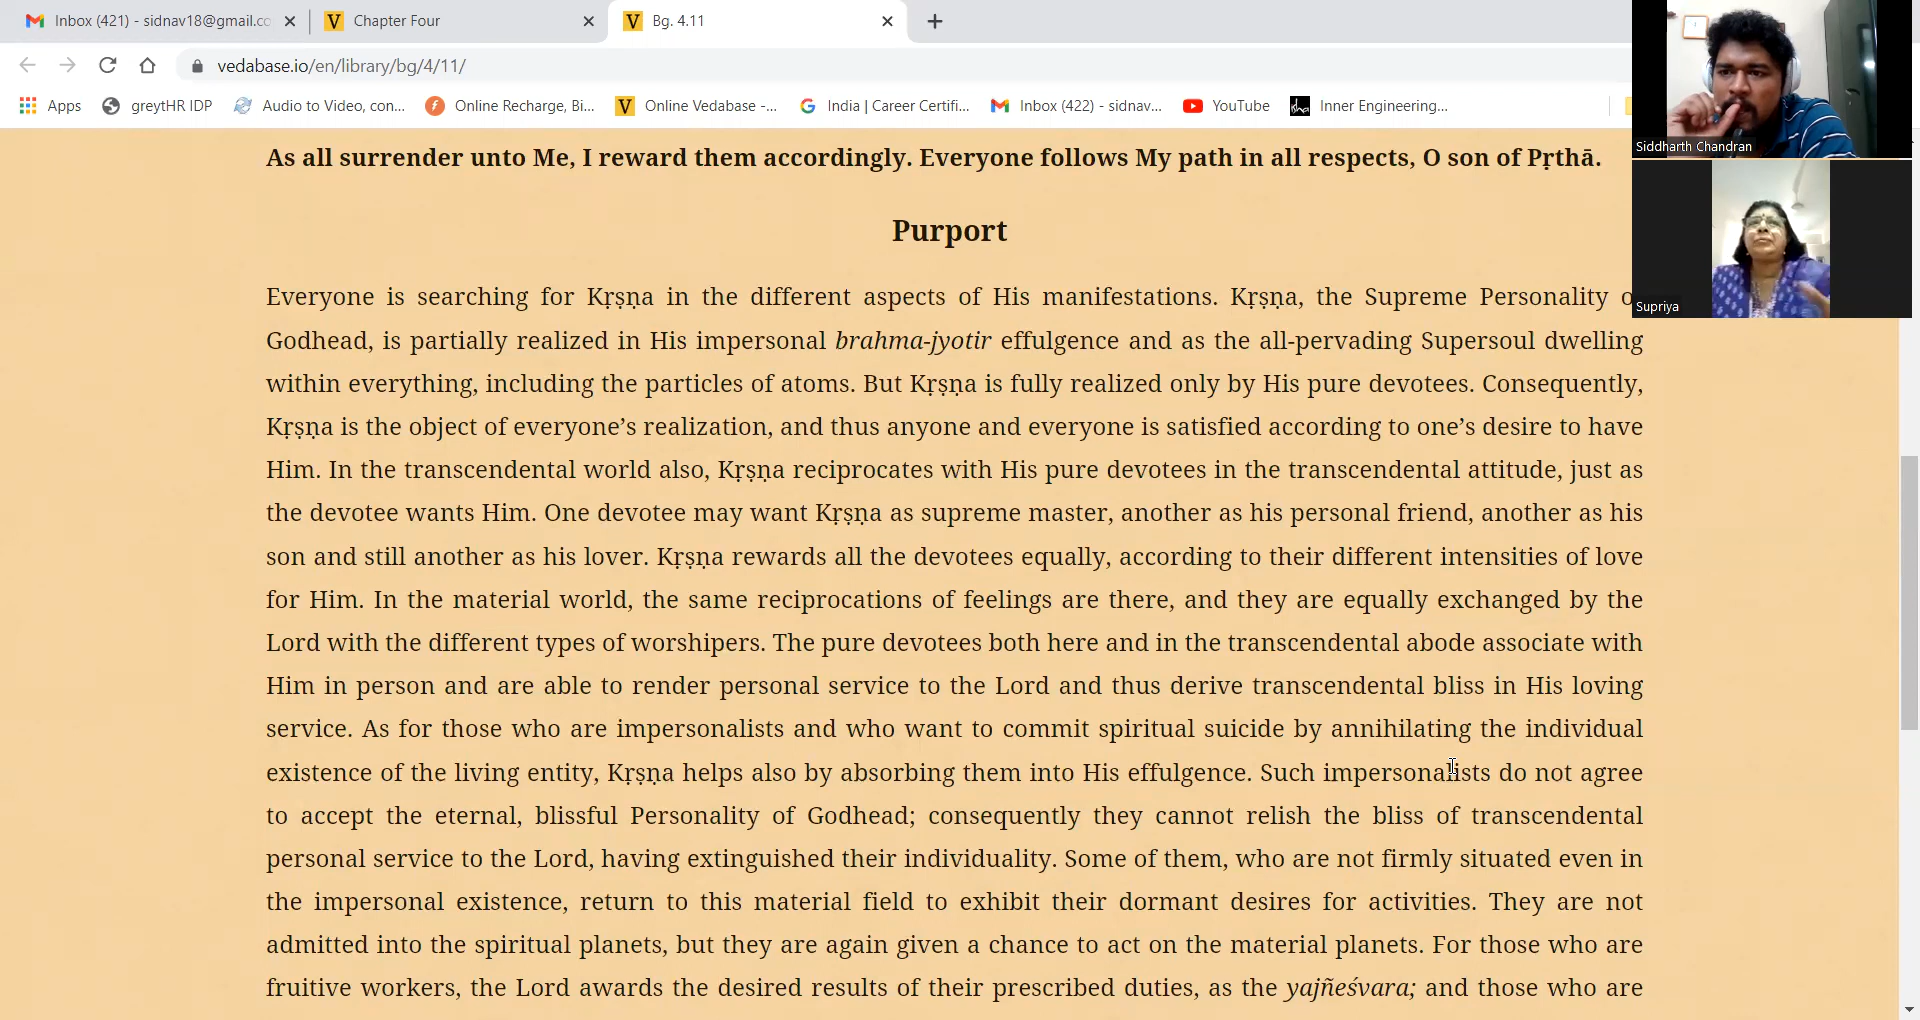 Inbox (421) - sidnav18@gmail.co
Chapter Four
Bg. 4.11
vedabase.io/en/library/bg/4/11/
Apps
greytHR IDP
Audio to Video, con...
Online Recharge, Bi...
Online Vedabase -...
India | Career Certifi...
Inbox (422) - sidnav...
YouTube
Inner Engineering...
Siddharth Chandran
Supriya
As all surrender unto Me, I reward them accordingly. Everyone follows My path in all respects, O son of Pṛthā.
Purport
Everyone is searching for Kṛṣṇa in the different aspects of His manifestations. Kṛṣṇa, the Supreme Personality o
Godhead, is partially realized in His impersonal brahma-jyotir effulgence and as the all-pervading Supersoul dwelling
within everything, including the particles of atoms. But Kṛṣṇa is fully realized only by His pure devotees. Consequently,
Kṛṣṇa is the object of everyone’s realization, and thus anyone and everyone is satisfied according to one’s desire to have
Him. In the transcendental world also, Kṛṣṇa reciprocates with His pure devotees in the transcendental attitude, just as
the devotee wants Him. One devotee may want Kṛṣṇa as supreme master, another as his personal friend, another as his
son and still another as his lover. Kṛṣṇa rewards all the devotees equally, according to their different intensities of love
for Him. In the material world, the same reciprocations of feelings are there, and they are equally exchanged by the
Lord with the different types of worshipers. The pure devotees both here and in the transcendental abode associate with
Him in person and are able to render personal service to the Lord and thus derive transcendental bliss in His loving
service. As for those who are impersonalists and who want to commit spiritual suicide by annihilating the individual
existence of the living entity, Kṛṣṇa helps also by absorbing them into His effulgence. Such impersonalists do not agree
to accept the eternal, blissful Personality of Godhead; consequently they cannot relish the bliss of transcendental
personal service to the Lord, having extinguished their individuality. Some of them, who are not firmly situated even in
the impersonal existence, return to this material field to exhibit their dormant desires for activities. They are not
admitted into the spiritual planets, but they are again given a chance to act on the material planets. For those who are
fruitive workers, the Lord awards the desired results of their prescribed duties, as the yajñeśvara; and those who are